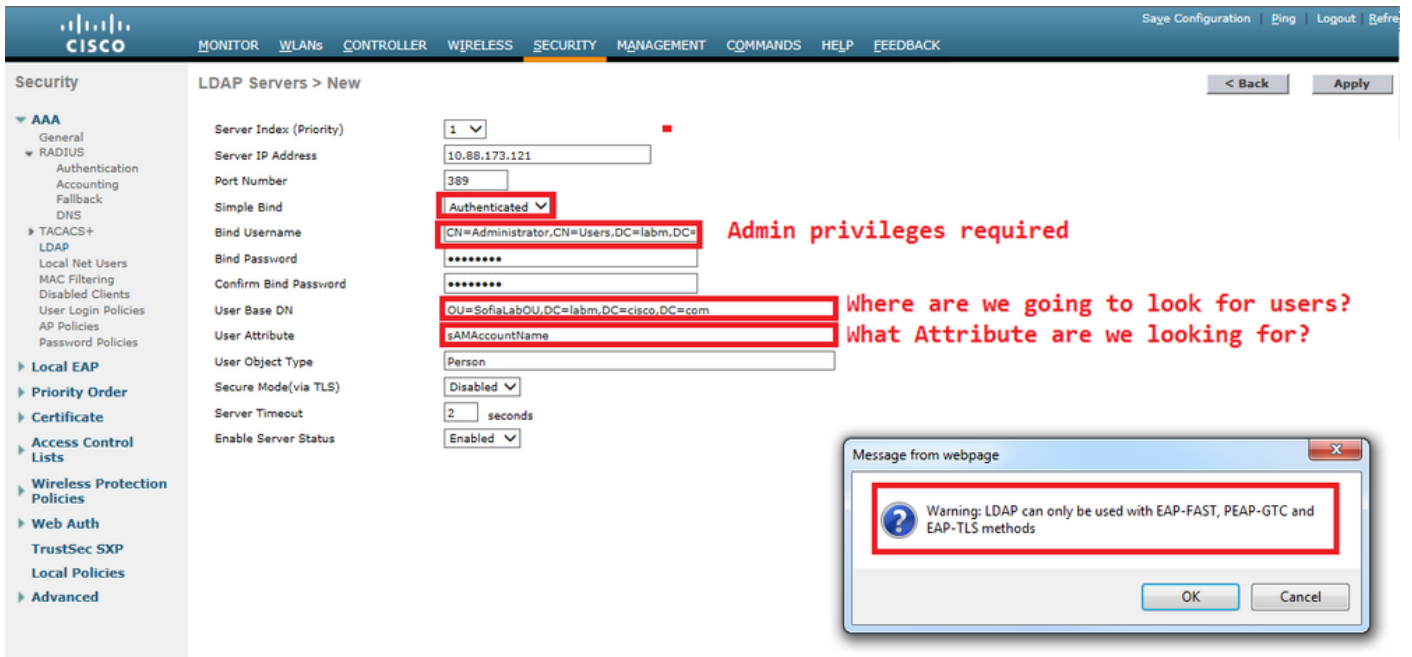 Save Configuration Ping Logout Refre
CISCO
MONITOR WLANs CONTROLLER WIRELESS SECURITY MANAGEMENT COMMANDS HELP FEEDBACK
Security
AAA
General
RADIUS
Authentication
Accounting
Fallback
DNS
TACACS+
LDAP
Local Net Users
MAC Filtering
Disabled Clients
User Login Policies
AP Policies
Password Policies
Local EAP
Priority Order
Certificate
Access Control
Lists
Wireless Protection
Policies
Web Auth
TrustSec SXP
Local Policies
Advanced
LDAP Servers > New
< Back Apply
Server Index (Priority) 1
Server IP Address 10.88.173.121
Port Number 389
Simple Bind Authenticated
Bind Username CN=Administrator,CN=Users,DC=labm,DC= Admin privileges required
Bind Password ••••••••
Confirm Bind Password ••••••••
User Base DN OU=SofiaLabOU,DC=labm,DC=cisco,DC=com Where are we going to look for users?
User Attribute sAMAccountName What Attribute are we looking for?
User Object Type Person
Secure Mode(via TLS) Disabled
Server Timeout 2 seconds
Enable Server Status Enabled
Message from webpage x
Warning: LDAP can only be used with EAP-FAST, PEAP-GTC and
EAP-TLS methods
OK Cancel